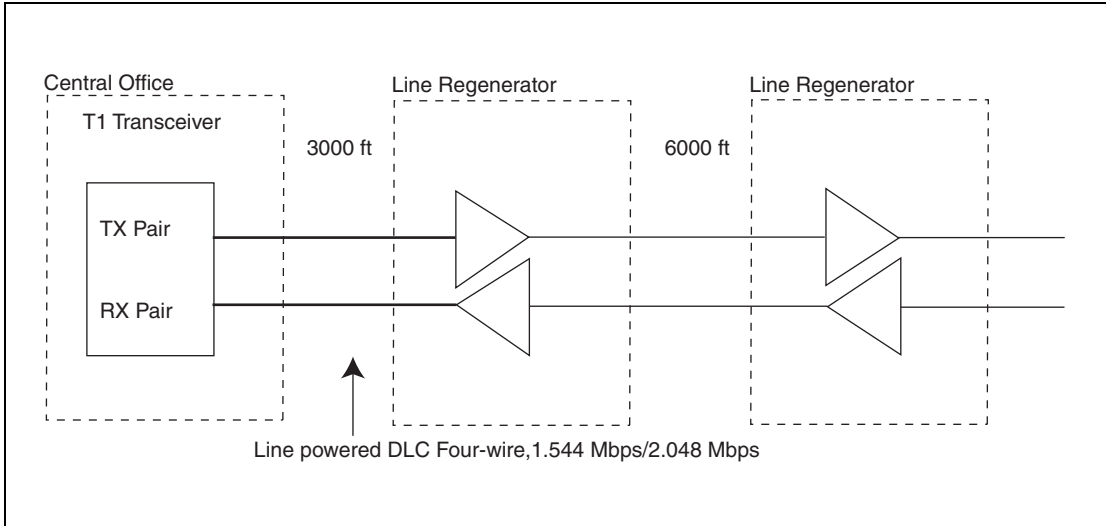 Central Office
Line Regenerator
Line Regenerator
T1 Transceiver
3000 ft
6000 ft
TX Pair
RX Pair
Line powered DLC Four-wire,1.544 Mbps/2.048 Mbps